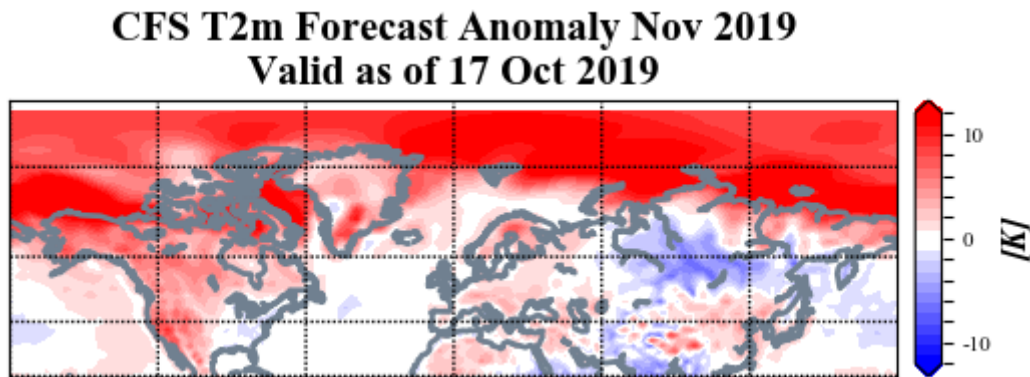 CFS T2m Forecast Anomaly Nov 2019
Valid as of 17 Oct 2019
10
0
-10
[K]